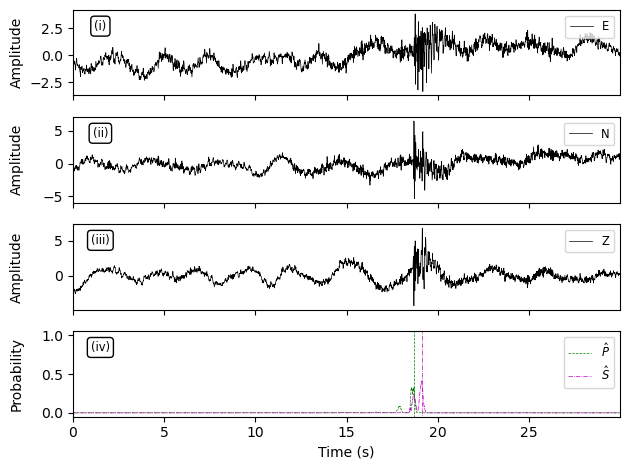 (i)
E
Amplitude
2.5
0.0
−2.5
(ii)
N
Amplitude
5
0
−5
(iii)
Z
Amplitude
5
0
(iv)
P̂
Ŝ
Probability
1.0
0.5
0.0
0 5 10 15 20 25
Time (s)